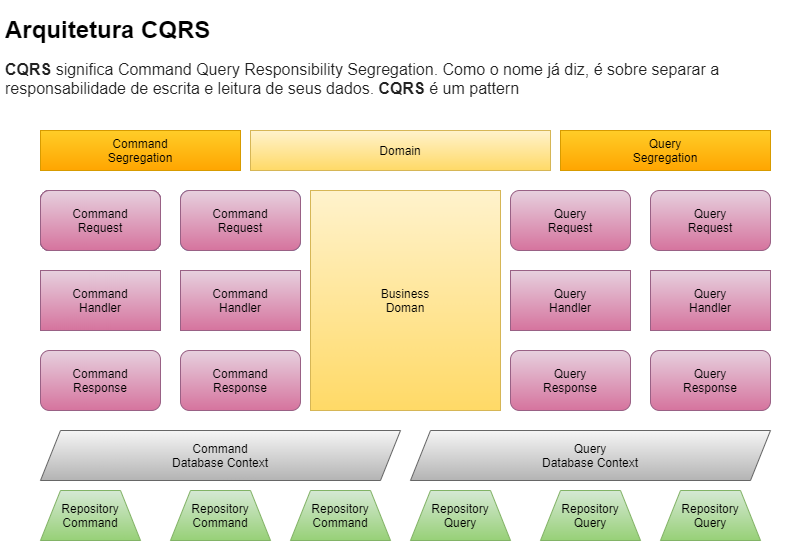 Arquitetura CQRS
CQRS significa Command Query Responsibility Segregation. Como o nome já diz, é sobre separar a
responsabilidade de escrita e leitura de seus dados. CQRS é um pattern
Command
Segregation
Domain
Query
Segregation
Command
Request
Command
Request
Query
Request
Query
Request
Command
Handler
Command
Handler
Business
Doman
Query
Handler
Query
Handler
Command
Response
Command
Response
Query
Response
Query
Response
Command
Database Context
Query
Database Context
Repository
Command
Repository
Command
Repository
Command
Repository
Query
Repository
Query
Repository
Query